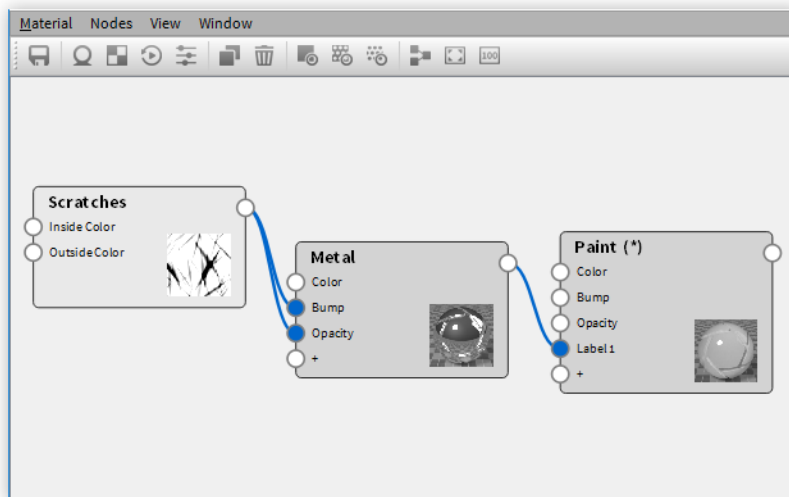 Material Nodes View Window
100
Scratches
Inside Color
Outside Color
Metal
Color
Bump
Opacity
+
Paint (*)
Color
Bump
Opacity
Label 1
+